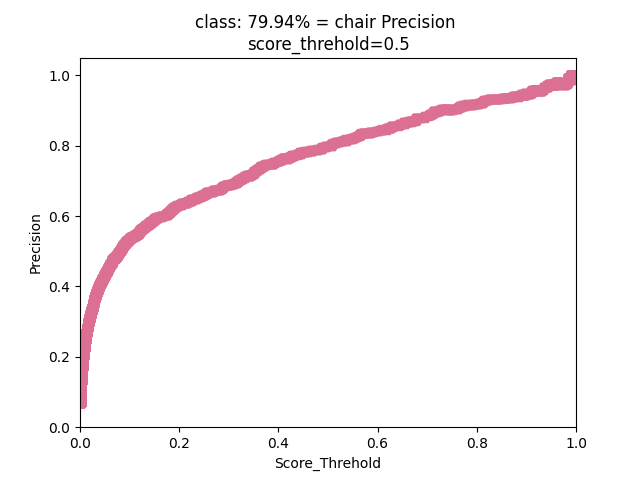 class: 79.94% = chair Precision
score_threhold=0.5
1.0
0.8
0.6
0.4
0.2
0.0
Precision
0.0 0.2 0.4 0.6 0.8 1.0
Score_Threhold